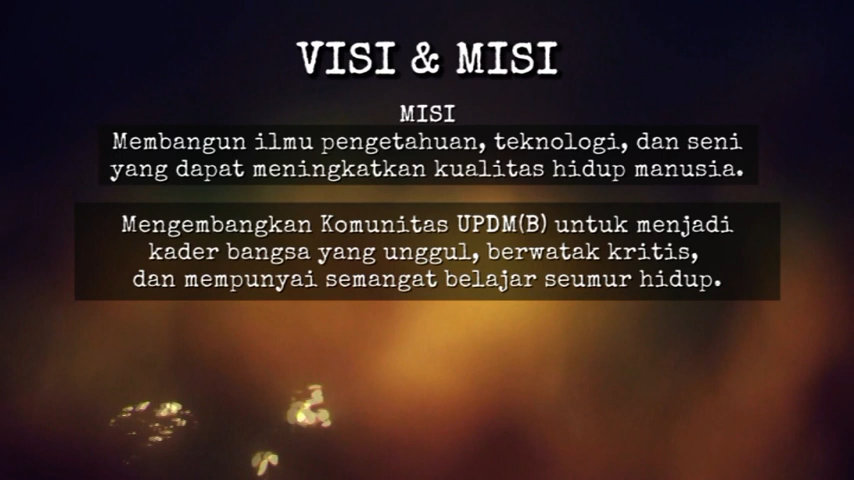 VISI & MISI
MISI
Membangun ilmu pengetahuan, teknologi, dan seni
yang dapat meningkatkan kualitas hidup manusia.
Mengembangkan Komunitas UPDM(B) untuk menjadi
kader bangsa yang unggul, berwatak kritis,
dan mempunyai semangat belajar seumur hidup.